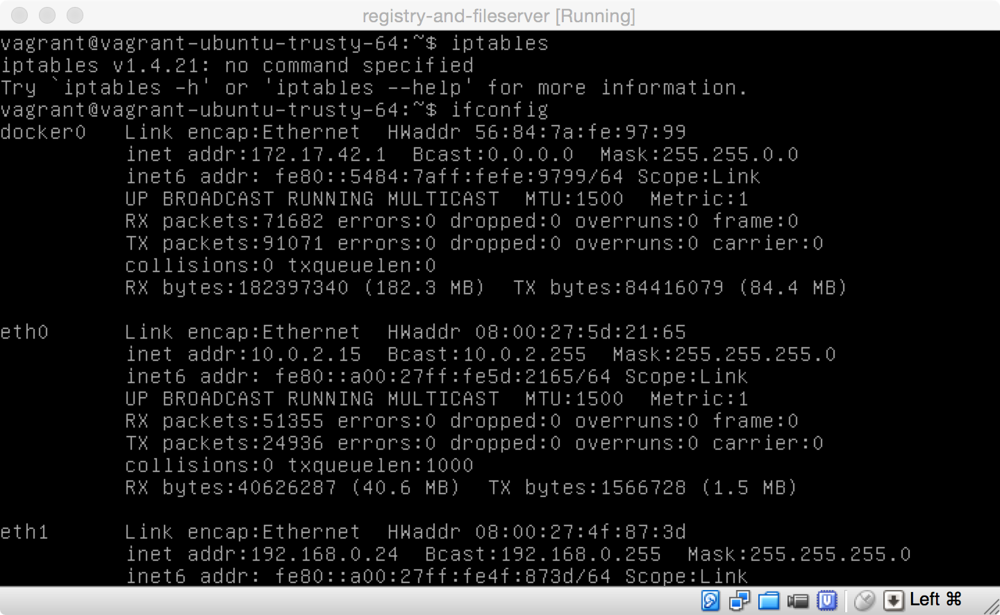 registry-and-fileserver [Running]
vagrant@vagrant-ubuntu-trusty-64:~$ iptables
iptables v1.4.21: no command specified
Try `iptables -h' or 'iptables --help' for more information.
vagrant@vagrant-ubuntu-trusty-64:~$ ifconfig
docker0   Link encap:Ethernet  HWaddr 56:84:7a:fe:97:99
          inet addr:172.17.42.1  Bcast:0.0.0.0  Mask:255.255.0.0
          inet6 addr: fe80::5484:7aff:fefe:9799/64 Scope:Link
          UP BROADCAST RUNNING MULTICAST  MTU:1500  Metric:1
          RX packets:71682 errors:0 dropped:0 overruns:0 frame:0
          TX packets:91071 errors:0 dropped:0 overruns:0 carrier:0
          collisions:0 txqueuelen:0
          RX bytes:182397340 (182.3 MB)  TX bytes:84416079 (84.4 MB)

eth0      Link encap:Ethernet  HWaddr 08:00:27:5d:21:65
          inet addr:10.0.2.15  Bcast:10.0.2.255  Mask:255.255.255.0
          inet6 addr: fe80::a00:27ff:fe5d:2165/64 Scope:Link
          UP BROADCAST RUNNING MULTICAST  MTU:1500  Metric:1
          RX packets:51355 errors:0 dropped:0 overruns:0 frame:0
          TX packets:24936 errors:0 dropped:0 overruns:0 carrier:0
          collisions:0 txqueuelen:1000
          RX bytes:40626287 (40.6 MB)  TX bytes:1566728 (1.5 MB)

eth1      Link encap:Ethernet  HWaddr 08:00:27:4f:87:3d
          inet addr:192.168.0.24  Bcast:192.168.0.255  Mask:255.255.255.0
          inet6 addr: fe80::a00:27ff:fe4f:873d/64 Scope:Link
Left ⌘